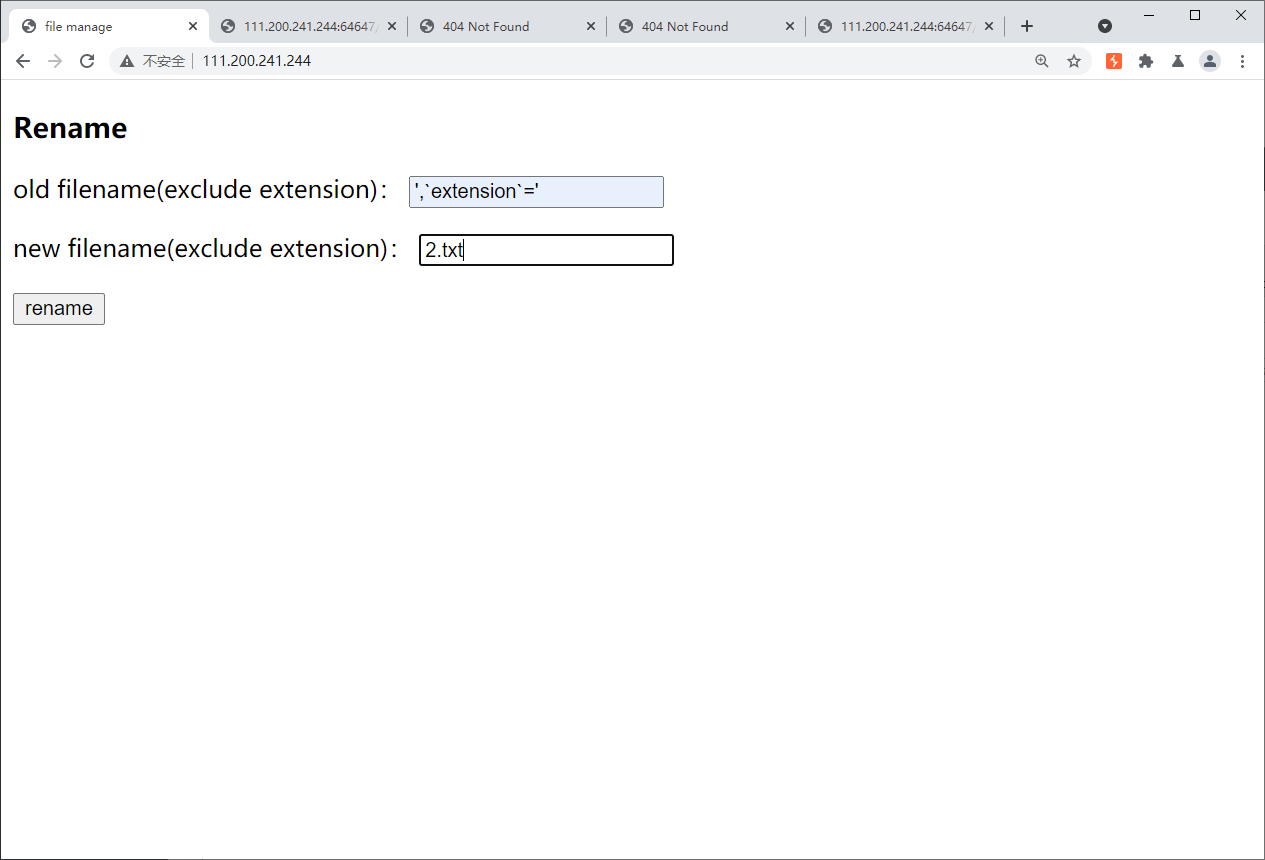 file manage
111.200.241.244:64647/
404 Not Found
404 Not Found
111.200.241.244:64647/
不安全
111.200.241.244
Rename
old filename(exclude extension)：
',`extension`='
new filename(exclude extension)：
2.txt
rename